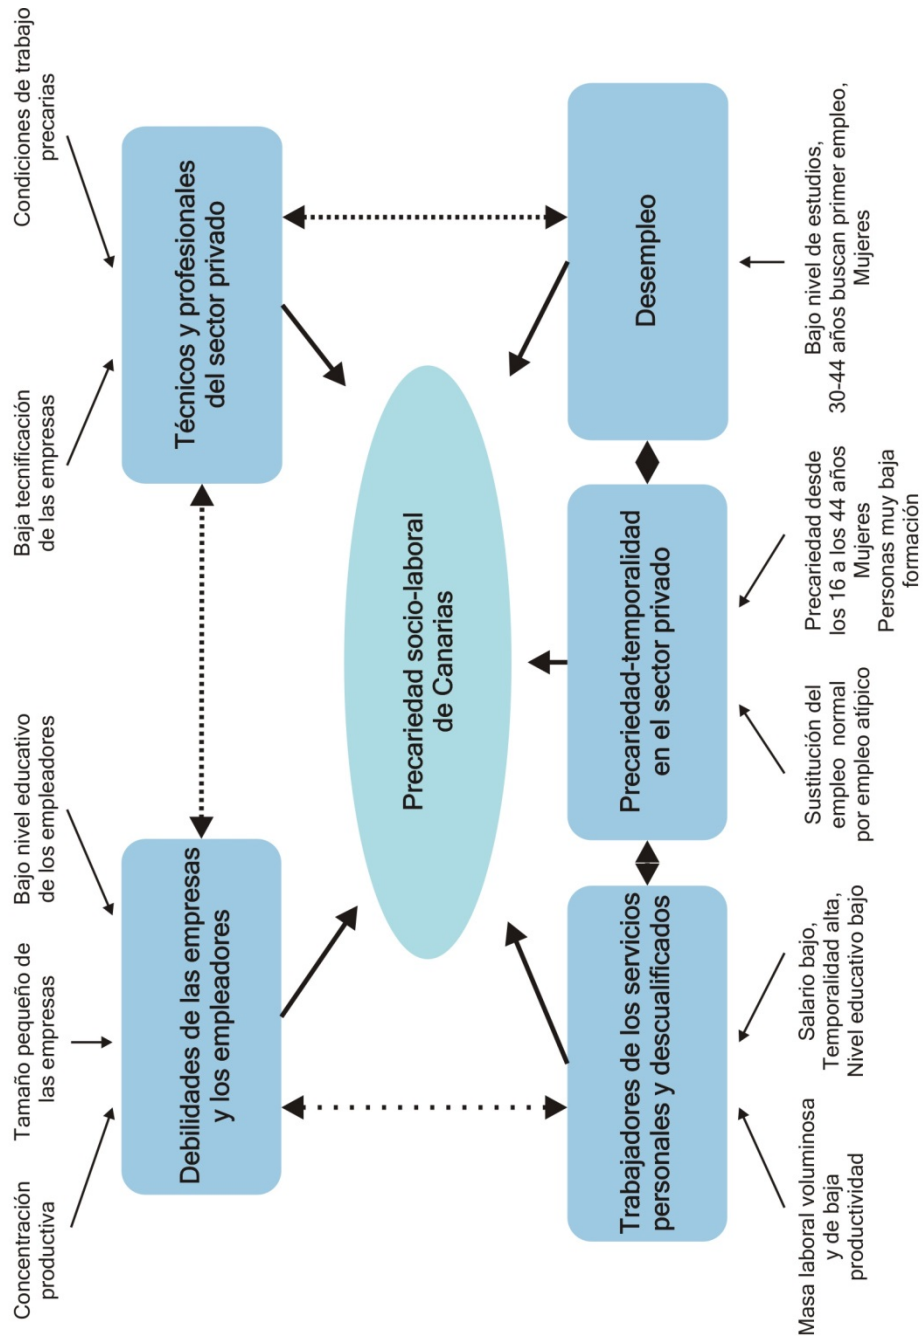 Concentración
productiva
Tamaño pequeño de
las empresas
Bajo nivel educativo
de los empleadores
Baja tecnificación
de las empresas
Condiciones de trabajo
precarias
Debilidades de las empresas
y los empleadores
Técnicos y profesionales
del sector privado
Precariedad socio-laboral
de Canarias
Trabajadores de los servicios
personales y descualificados
Precariedad-temporalidad
en el sector privado
Desempleo
Masa laboral voluminosa
y de baja
productividad
Salario bajo,
Temporalidad alta,
Nivel educativo bajo
Sustitución del
empleo normal
por empleo atípico
Precariedad desde
los 16 a los 44 años
Mujeres
Personas muy baja
formación
Bajo nivel de estudios,
30-44 años buscan primer empleo,
Mujeres